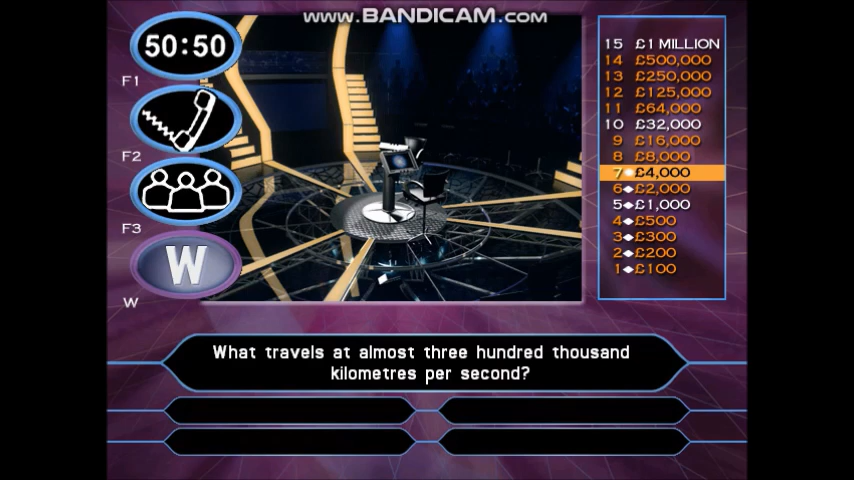 www.BANDICAM.com
50:50
F1
F2
F3
W
W
15 £1 MILLION
14 £500,000
13 £250,000
12 £125,000
11 £64,000
10 £32,000
9 £16,000
8 £8,000
7 ◆ £4,000
6 ◆ £2,000
5 ◆ £1,000
4 ◆ £500
3 ◆ £300
2 ◆ £200
1 ◆ £100
What travels at almost three hundred thousand
kilometres per second?